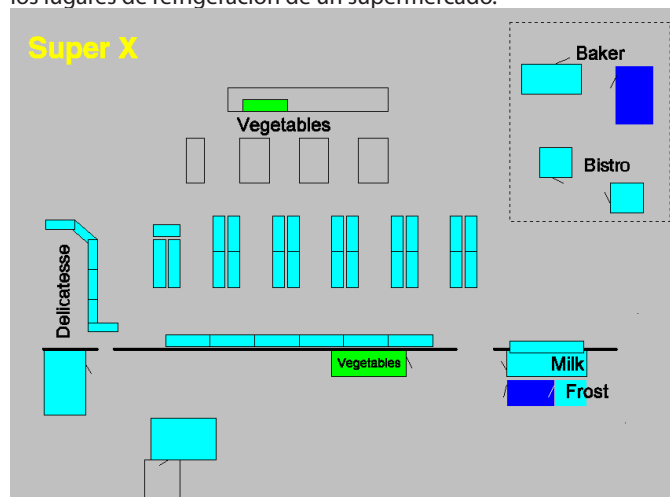 los lugares de refrigeración de un supermercado.
Super X
Baker
Vegetables
Bistro
Delicatesse
Vegetables
Milk
Frost